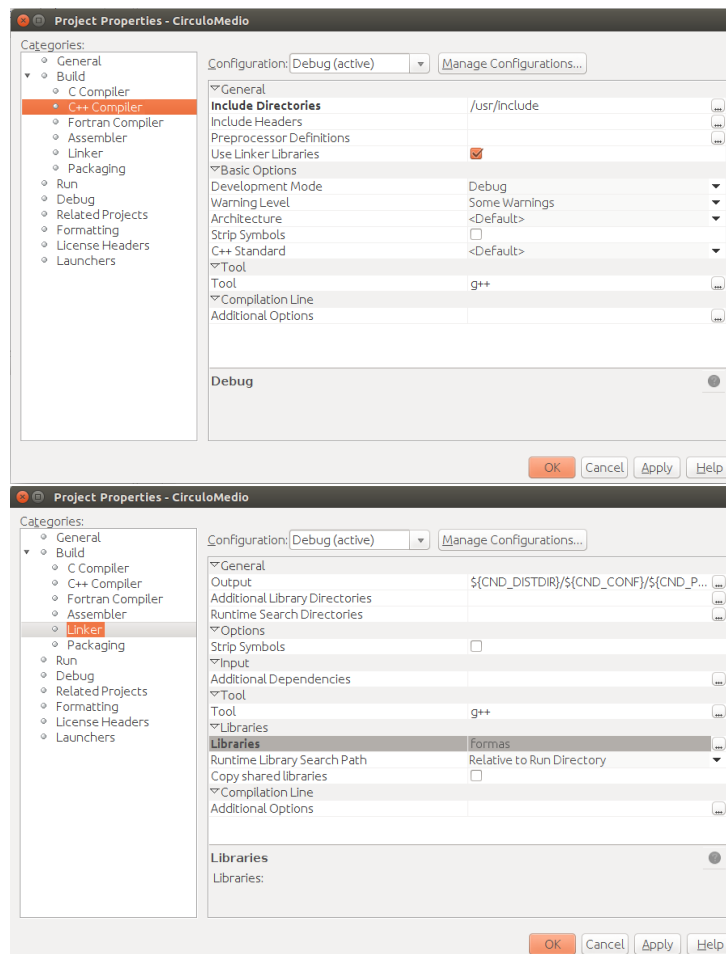 Project Properties - CirculoMedio
Categories:
General
Build
C Compiler
C++ Compiler
Fortran Compiler
Assembler
Linker
Packaging
Run
Debug
Related Projects
Formatting
License Headers
Launchers
Configuration: Debug (active) Manage Configurations...
General
Include Directories /usr/include ...
Include Headers ...
Preprocessor Definitions ...
Use Linker Libraries
Basic Options
Development Mode Debug
Warning Level Some Warnings
Architecture <Default>
Strip Symbols
C++ Standard <Default>
Tool
Tool g++ ...
Compilation Line
Additional Options ...
Debug
OK Cancel Apply Help
Project Properties - CirculoMedio
Categories:
General
Build
C Compiler
C++ Compiler
Fortran Compiler
Assembler
Linker
Packaging
Run
Debug
Related Projects
Formatting
License Headers
Launchers
Configuration: Debug (active) Manage Configurations...
General
Output ${CND_DISTDIR}/${CND_CONF}/${CND_P... ...
Additional Library Directories ...
Runtime Search Directories ...
Options
Strip Symbols
Input
Additional Dependencies ...
Tool
Tool g++ ...
Libraries
Libraries formas ...
Runtime Library Search Path Relative to Run Directory
Copy shared libraries
Compilation Line
Additional Options ...
Libraries
Libraries:
OK Cancel Apply Help